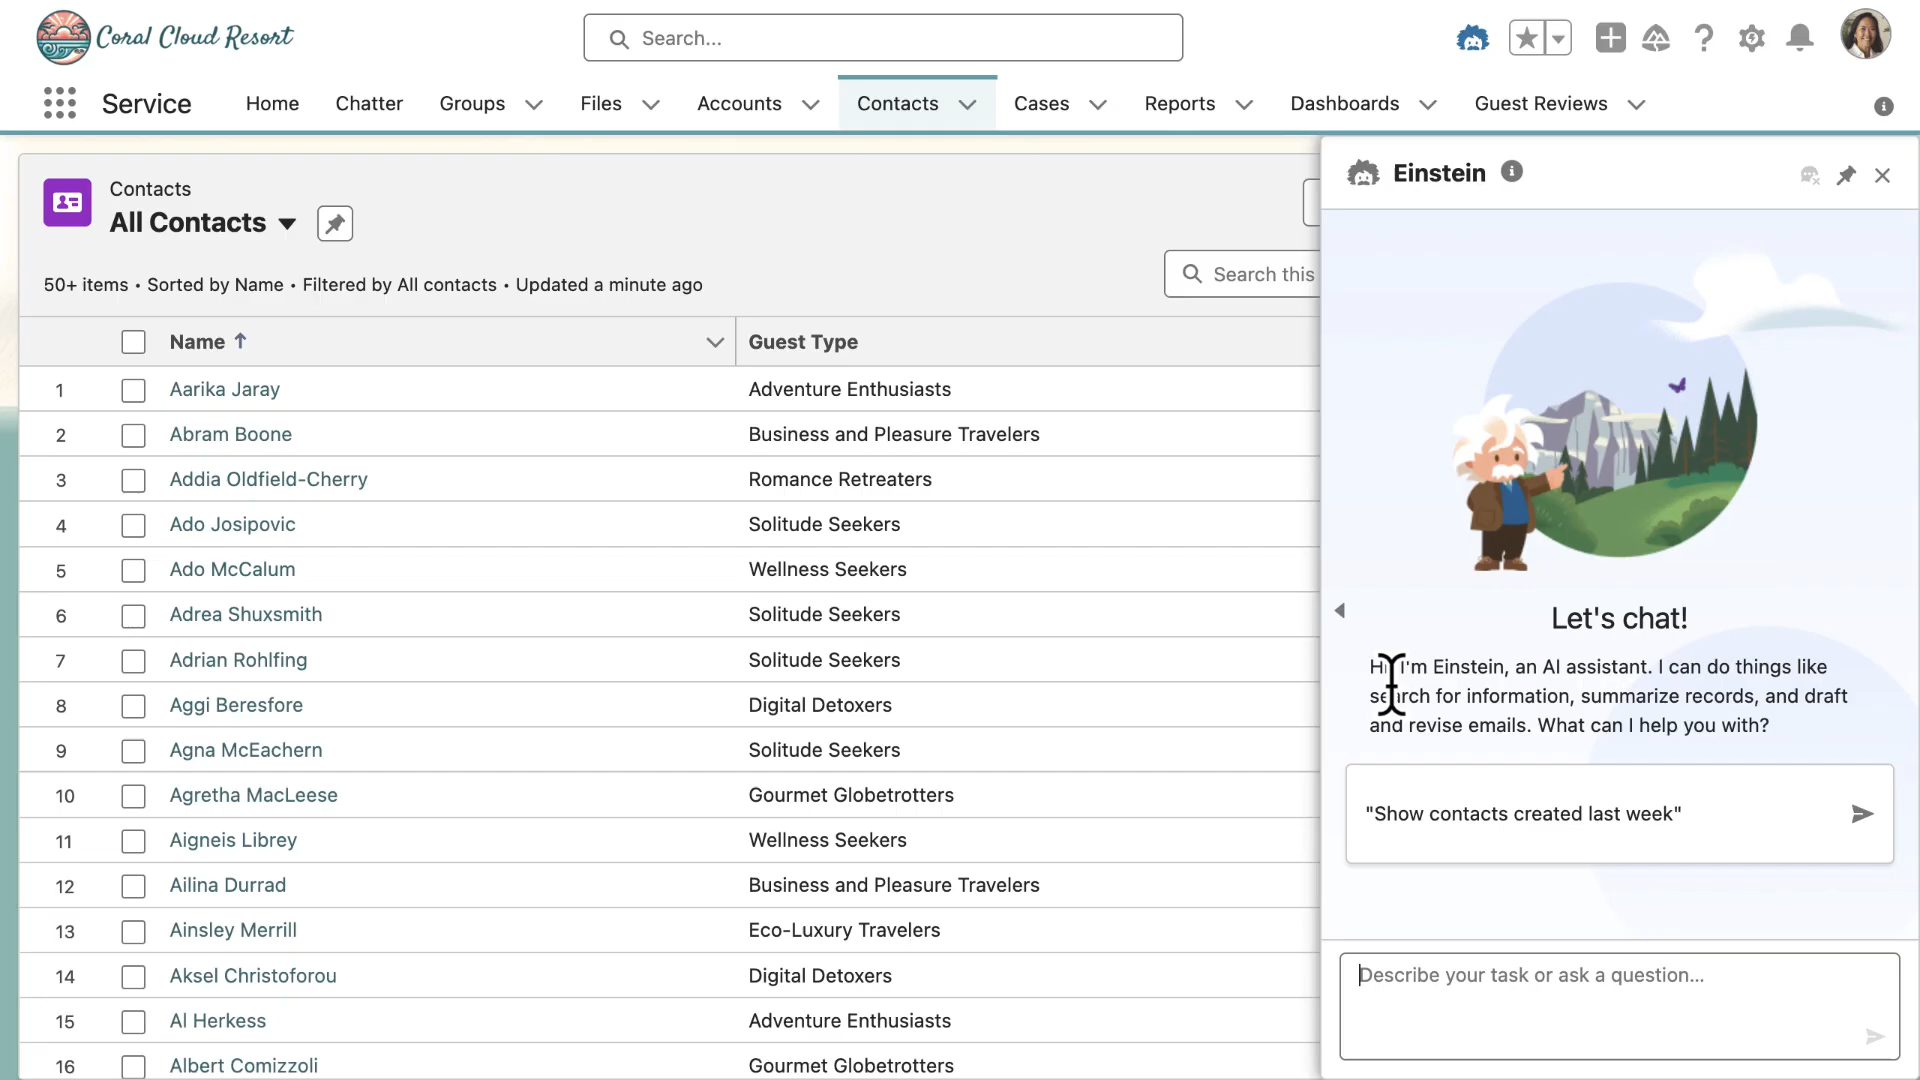 Coral Cloud Resort
Search...
Service
Home
Chatter
Groups
Files
Accounts
Contacts
Cases
Reports
Dashboards
Guest Reviews
Contacts
All Contacts
50+ items • Sorted by Name • Filtered by All contacts • Updated a minute ago
Search this
Name
Guest Type
1 Aarika Jaray Adventure Enthusiasts
2 Abram Boone Business and Pleasure Travelers
3 Addia Oldfield-Cherry Romance Retreaters
4 Ado Josipovic Solitude Seekers
5 Ado McCalum Wellness Seekers
6 Adrea Shuxsmith Solitude Seekers
7 Adrian Rohlfing Solitude Seekers
8 Aggi Beresfore Digital Detoxers
9 Agna McEachern Solitude Seekers
10 Agretha MacLeese Gourmet Globetrotters
11 Aigneis Librey Wellness Seekers
12 Ailina Durrad Business and Pleasure Travelers
13 Ainsley Merrill Eco-Luxury Travelers
14 Aksel Christoforou Digital Detoxers
15 Al Herkess Adventure Enthusiasts
16 Albert Comizzoli Gourmet Globetrotters
Einstein
Let's chat!
Hi, I'm Einstein, an AI assistant. I can do things like
search for information, summarize records, and draft
and revise emails. What can I help you with?
"Show contacts created last week"
Describe your task or ask a question...